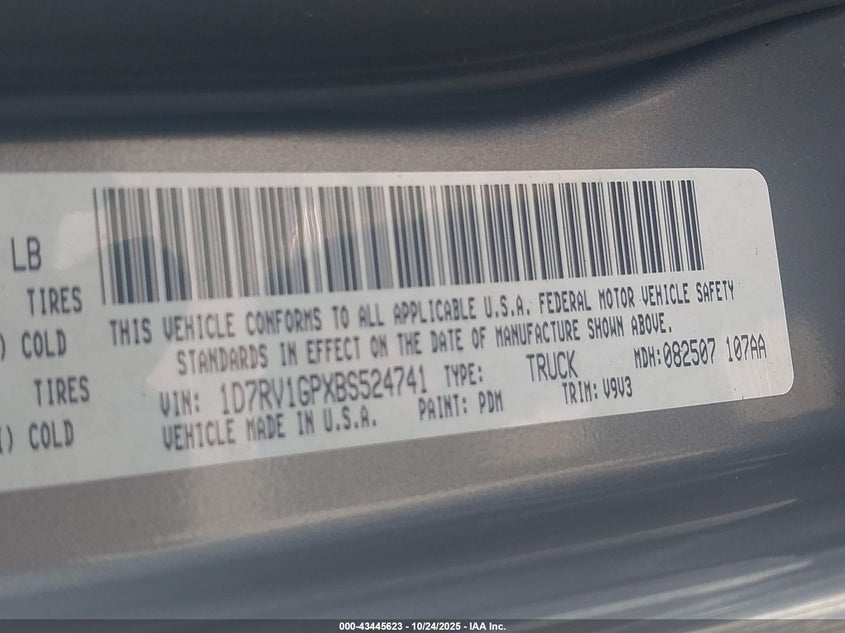 LB
TIRES
) COLD
TIRES
) COLD
THIS VEHICLE CONFORMS TO ALL APPLICABLE U.S.A. FEDERAL MOTOR VEHICLE SAFETY
STANDARDS IN EFFECT ON THE DATE OF MANUFACTURE SHOWN ABOVE.
VIN: 1D7RV1GPXBS524741 TYPE: TRUCK MDH: 082507 107AA
VEHICLE MADE IN U.S.A. PAINT: PDM TRIM: V9V3
000-43445623 - 10/24/2025 - IAA Inc.